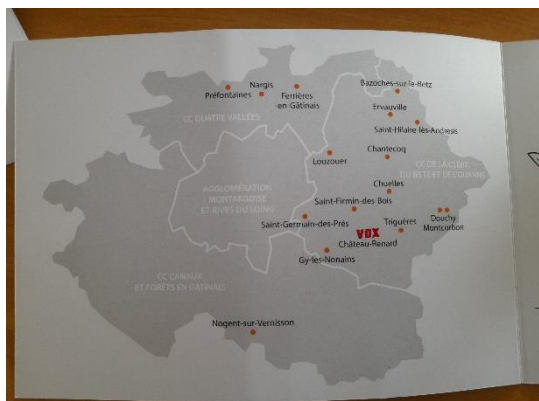 Bazoches-sur-la-Betz
Nargis
Préfontaines
Ferrières
en-Gâtinais
Ervauville
CC QUATRE VALLÉES
Saint-Hilaire-lès-Andrésis
Chantecoq
Louzouer
CC DE LA CLÉRY,
DU BETZ ET DE L'OUANNE
AGGLOMÉRATION
MONTARGOISE
ET RIVES DU LOING
Chuelles
Saint-Firmin-des-Bois
Saint-Germain-des-Prés
Triguères
Douchy
Montcorbon
VOX
Château-Renard
Gy-les-Nonains
CC CANAUX
ET FORÊTS EN GÂTINAIS
Nogent-sur-Vernisson